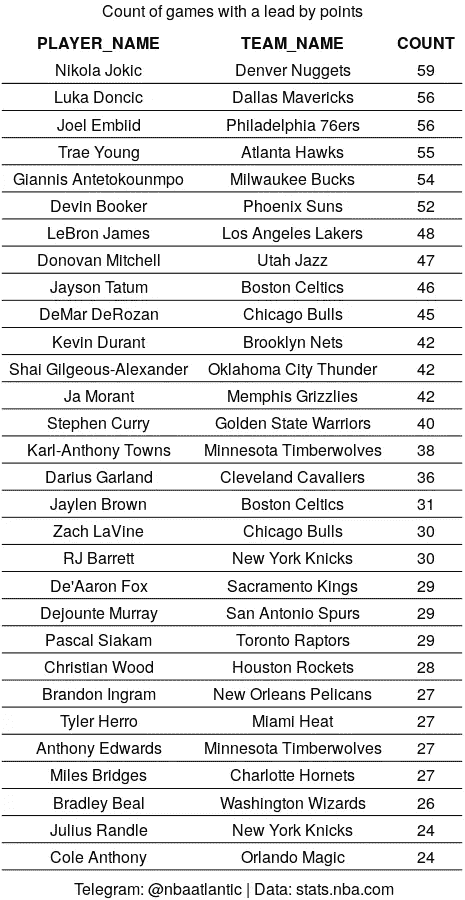 Count of games with a lead by points
PLAYER_NAME TEAM_NAME COUNT
Nikola Jokic Denver Nuggets 59
Luka Doncic Dallas Mavericks 56
Joel Embiid Philadelphia 76ers 56
Trae Young Atlanta Hawks 55
Giannis Antetokounmpo Milwaukee Bucks 54
Devin Booker Phoenix Suns 52
LeBron James Los Angeles Lakers 48
Donovan Mitchell Utah Jazz 47
Jayson Tatum Boston Celtics 46
DeMar DeRozan Chicago Bulls 45
Kevin Durant Brooklyn Nets 42
Shai Gilgeous-Alexander Oklahoma City Thunder 42
Ja Morant Memphis Grizzlies 42
Stephen Curry Golden State Warriors 40
Karl-Anthony Towns Minnesota Timberwolves 38
Darius Garland Cleveland Cavaliers 36
Jaylen Brown Boston Celtics 31
Zach LaVine Chicago Bulls 30
RJ Barrett New York Knicks 30
De'Aaron Fox Sacramento Kings 29
Dejounte Murray San Antonio Spurs 29
Pascal Siakam Toronto Raptors 29
Christian Wood Houston Rockets 28
Brandon Ingram New Orleans Pelicans 27
Tyler Herro Miami Heat 27
Anthony Edwards Minnesota Timberwolves 27
Miles Bridges Charlotte Hornets 27
Bradley Beal Washington Wizards 26
Julius Randle New York Knicks 24
Cole Anthony Orlando Magic 24
Telegram: @nbaatlantic | Data: stats.nba.com